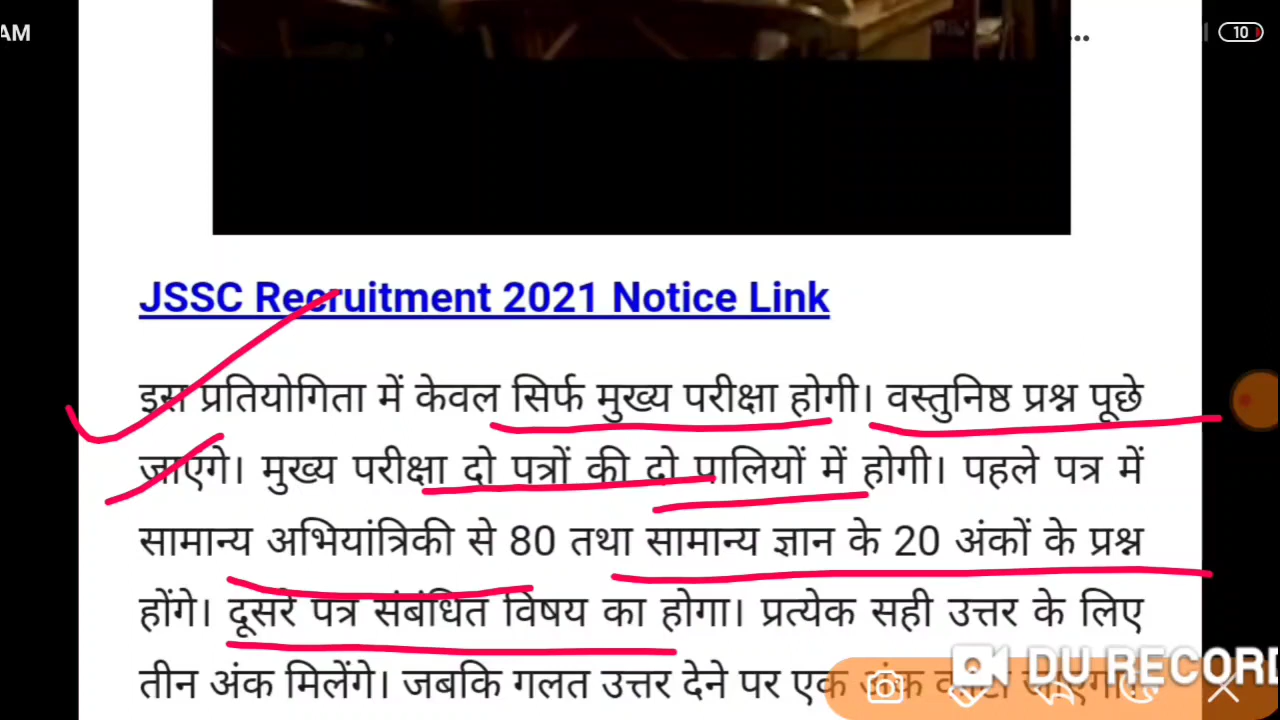 AM
10
JSSC Recruitment 2021 Notice Link
इस प्रतियोगिता में केवल सिर्फ मुख्य परीक्षा होगी। वस्तुनिष्ठ प्रश्न पूछे
जाएंगे। मुख्य परीक्षा दो पत्रों की दो पालियों में होगी। पहले पत्र में
सामान्य अभियांत्रिकी से 80 तथा सामान्य ज्ञान के 20 अंकों के प्रश्न
होंगे। दूसरे पत्र संबंधित विषय का होगा। प्रत्येक सही उत्तर के लिए
तीन अंक मिलेंगे। जबकि गलत उत्तर देने पर एक अंक
DU RECORD